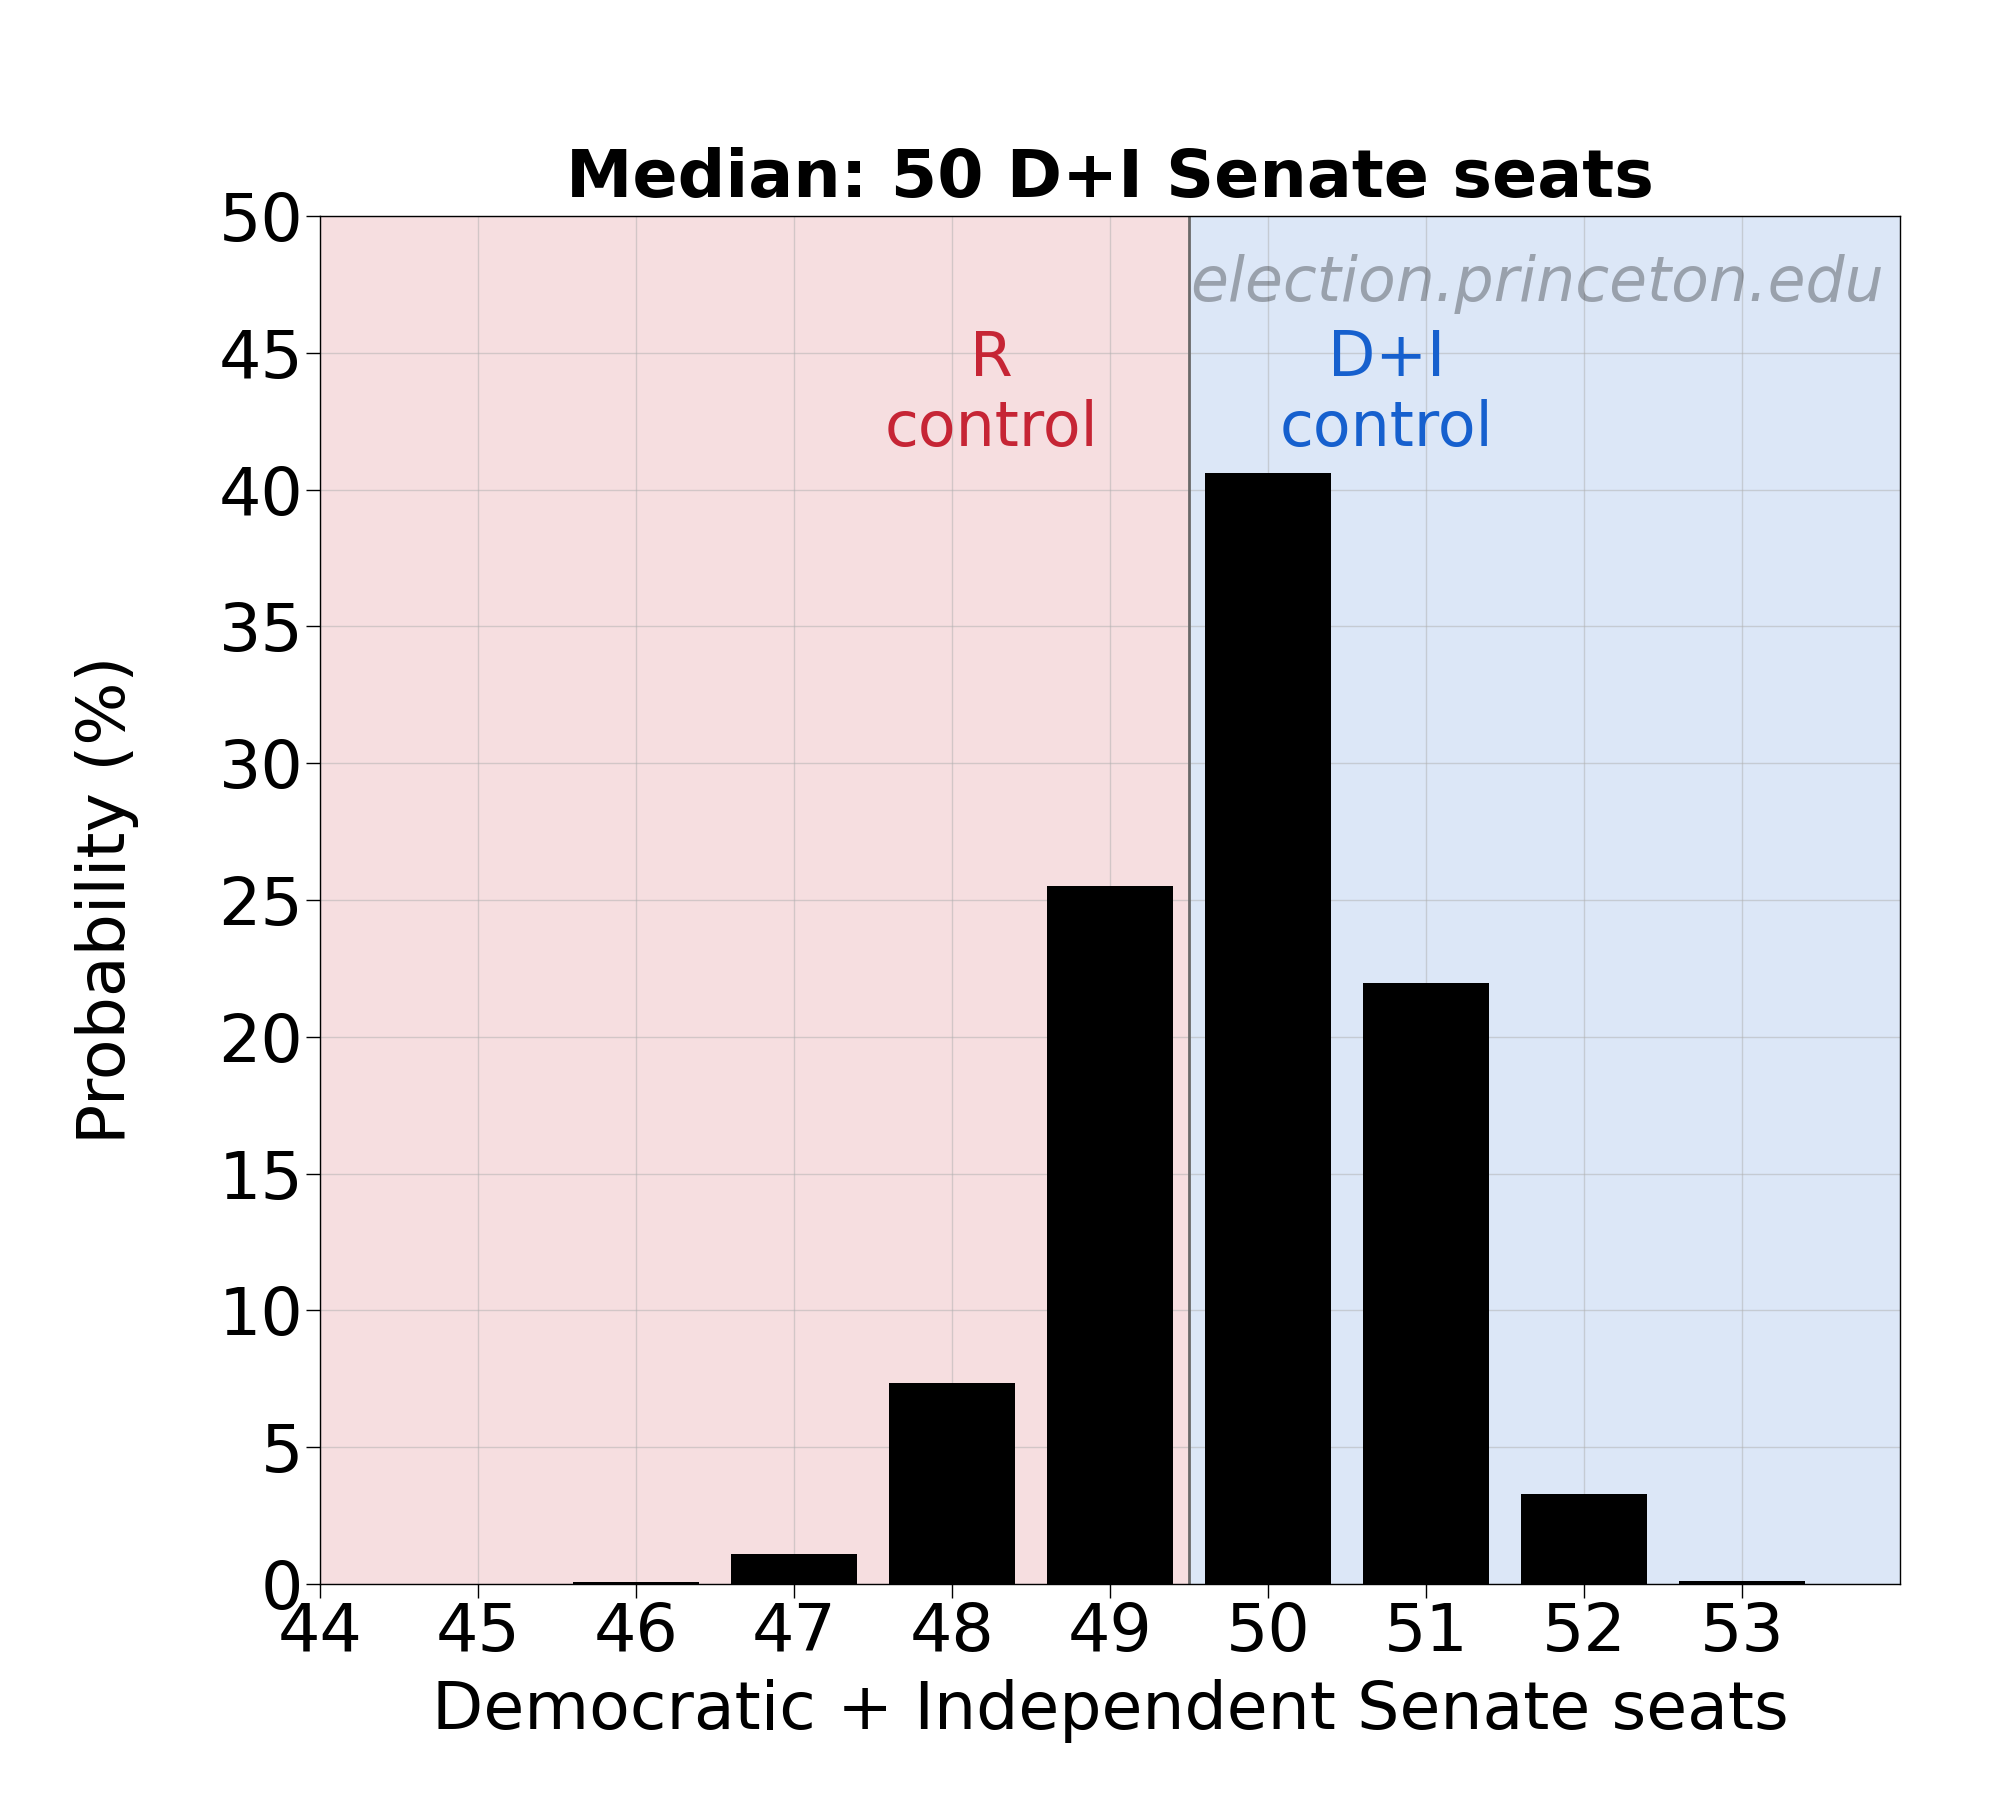 Median: 50 D+I Senate seats
election.princeton.edu
R
control
D+I
control
50
45
40
35
30
25
20
15
10
5
0
Probability (%)
44 45 46 47 48 49 50 51 52 53
Democratic + Independent Senate seats